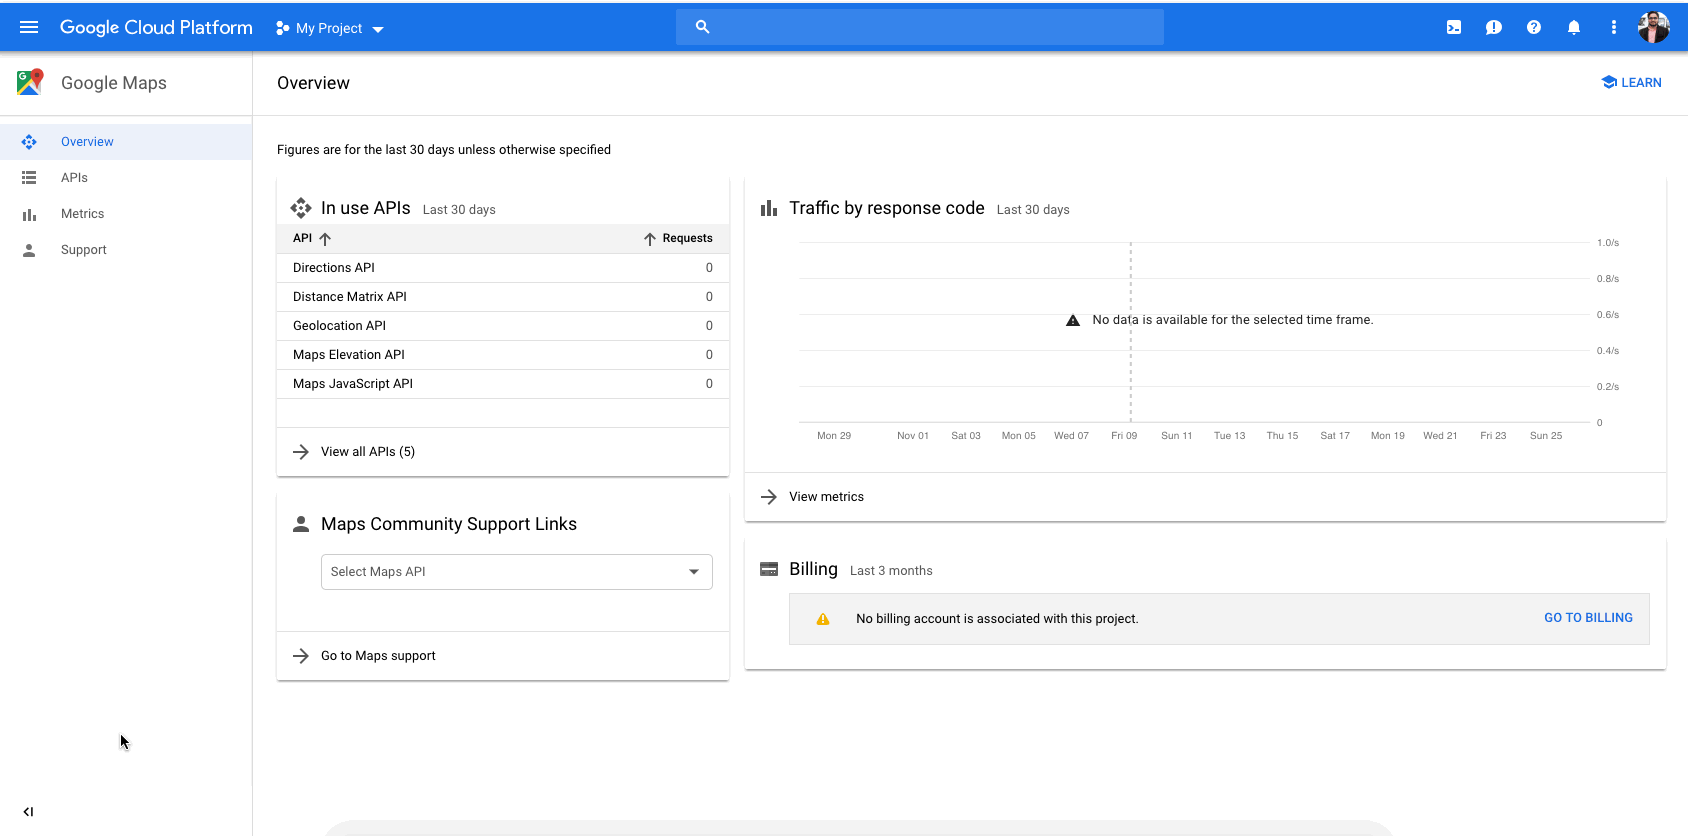 Google Cloud Platform
My Project
Google Maps
Overview
LEARN
Overview
APIs
Metrics
Support
Figures are for the last 30 days unless otherwise specified
In use APIs Last 30 days
API Requests
Directions API 0
Distance Matrix API 0
Geolocation API 0
Maps Elevation API 0
Maps JavaScript API 0
View all APIs (5)
Traffic by response code Last 30 days
1.0/s
0.8/s
No data is available for the selected time frame.
0.6/s
0.4/s
0.2/s
0
Mon 29 Nov 01 Sat 03 Mon 05 Wed 07 Fri 09 Sun 11 Tue 13 Thu 15 Sat 17 Mon 19 Wed 21 Fri 23 Sun 25
View metrics
Maps Community Support Links
Select Maps API
Go to Maps support
Billing Last 3 months
No billing account is associated with this project.
GO TO BILLING